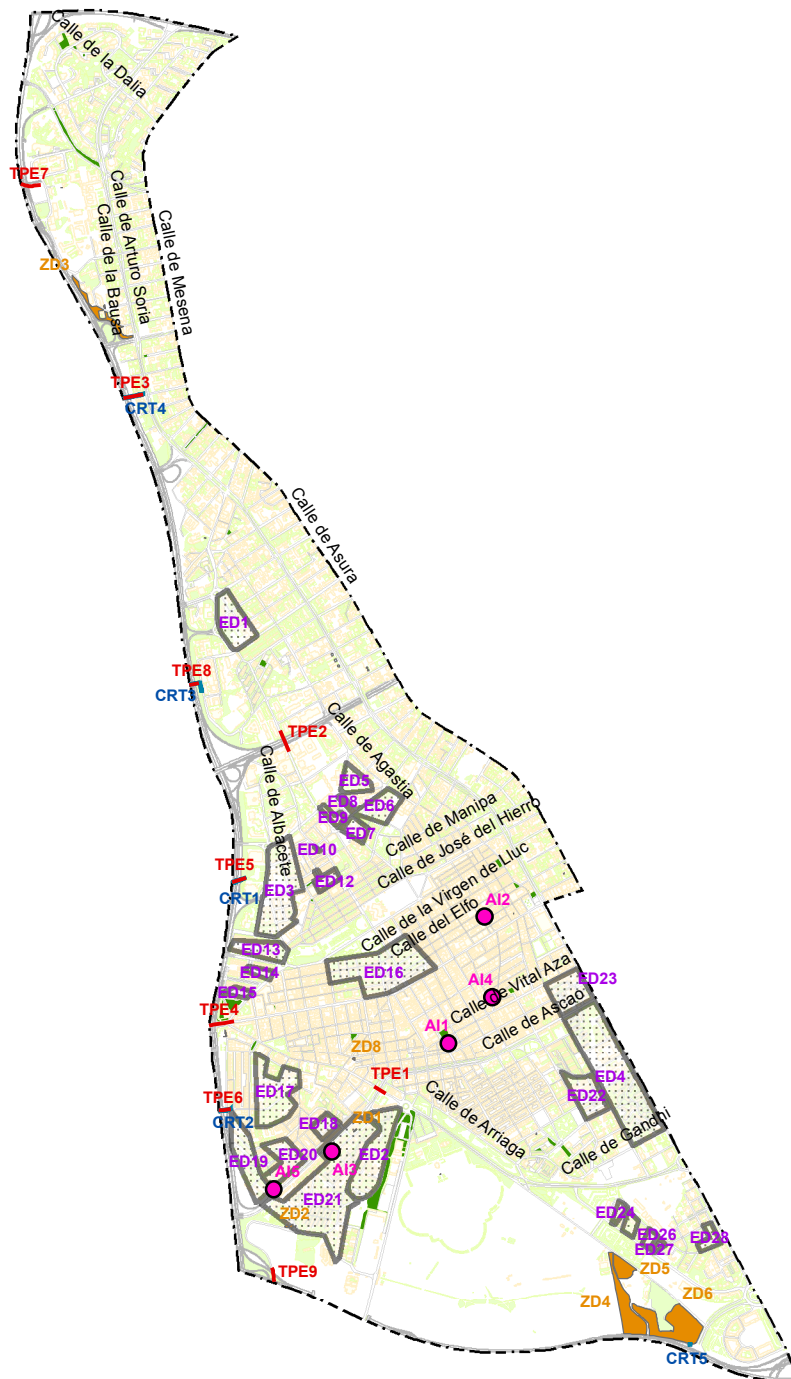 Calle de la Dalia
TPE7
Calle de Arturo Soria
Calle de la Bausa
Calle de Mesena
ZD3
TPE3
CRT4
Calle de Asura
ED1
TPE8
CRT3
TPE2
Calle de Agastia
Calle de Albacete
ED5
ED8
ED6
ED9
ED7
Calle de Manipa
Calle de José del Hierro
ED10
TPE5
ED12
CRT1
ED3
Calle de la Virgen de Lluc
Calle del Elfo
AI2
ED13
ED14
ED16
ED15
AI4
Calle de Vital Aza
ED23
TPE4
AI1
Calle de Ascao
ZD8
ED4
TPE1
ED17
ED22
TPE6
CRT2
ZD1
ED18
Calle de Arriaga
Calle de Gandhi
ED19
ED20
AI3
ED2
AI5
ED21
ZD2
ED24
ED26
ED27
ED28
TPE9
ZD5
ZD4
ZD6
CRT5